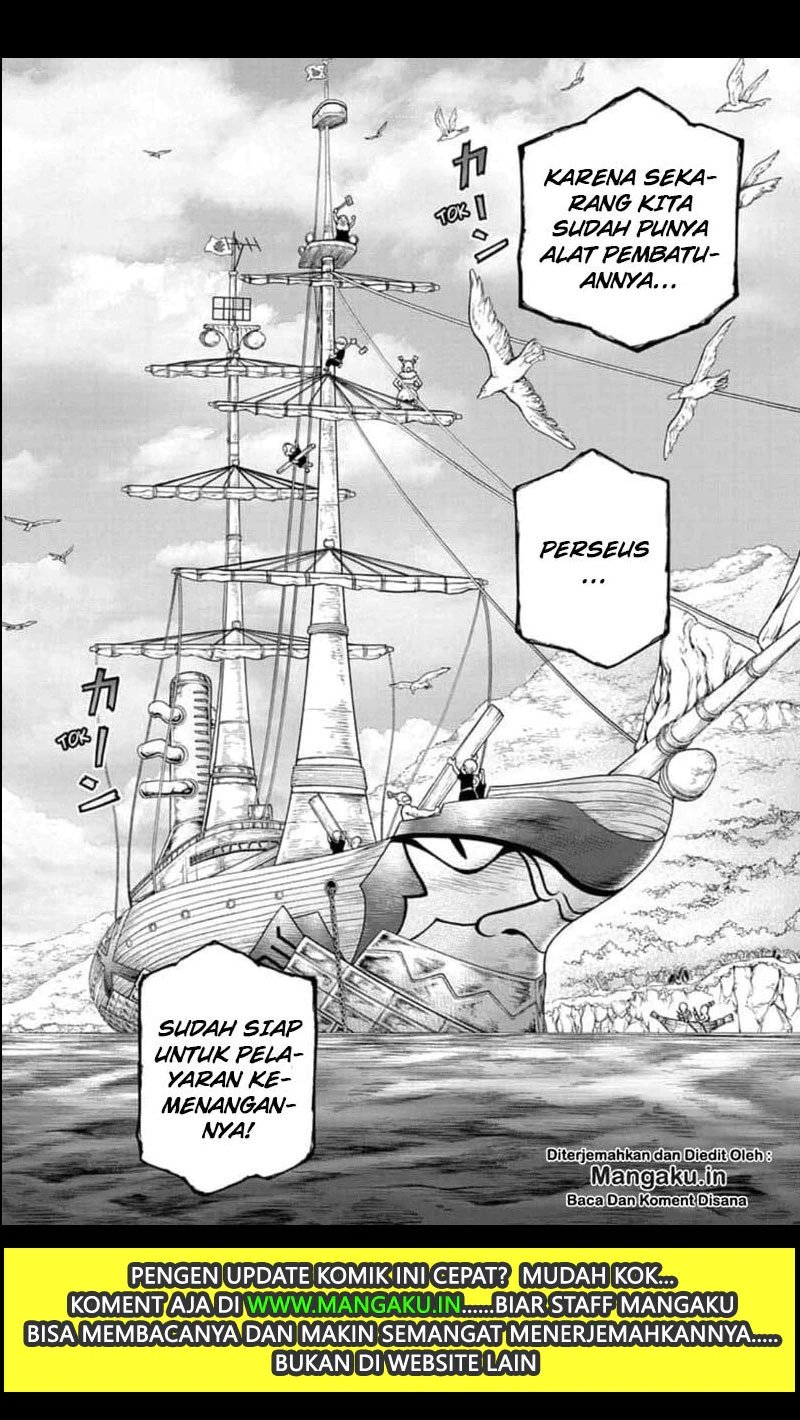 KARENA SEKA-
RANG KITA
SUDAH PUNYA
ALAT PEMBATU-
ANNYA...
カーン
TOK
PERSEUS
...
カーン
TOK
SUDAH SIAP
UNTUK PELA-
YARAN KE-
MENANGAN-
NYA!
Diterjemahkan dan Diedit Oleh :
Mangaku.in
Baca Dan Koment Disana
PENGEN UPDATE KOMIK INI CEPAT? MUDAH KOK...
KOMENT AJA DI WWW.MANGAKU.IN......BIAR STAFF MANGAKU
BISA MEMBACANYA DAN MAKIN SEMANGAT MENERJEMAHKANNYA.....
BUKAN DI WEBSITE LAIN